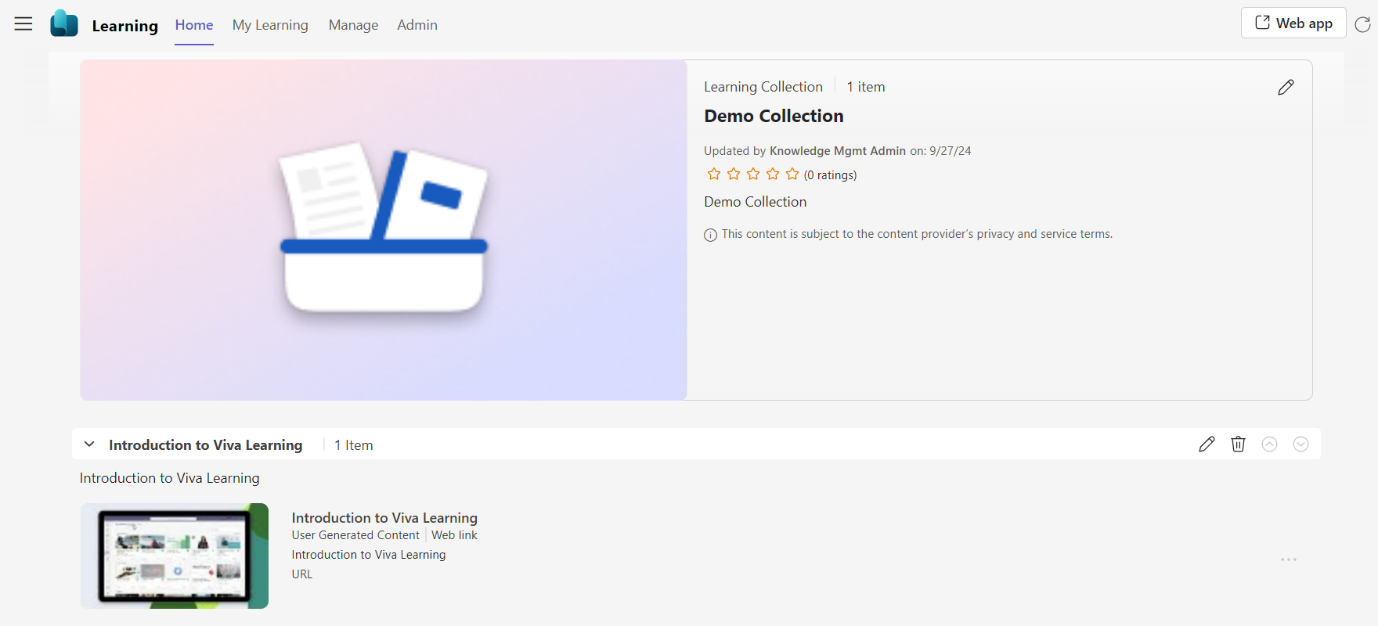 Learning Home My Learning Manage Admin Web app
Learning Collection 1 item
Demo Collection
Updated by Knowledge Mgmt Admin on: 9/27/24
(0 ratings)
Demo Collection
This content is subject to the content provider's privacy and service terms.
Introduction to Viva Learning 1 Item
Introduction to Viva Learning
Introduction to Viva Learning
User Generated Content Web link
Introduction to Viva Learning
URL